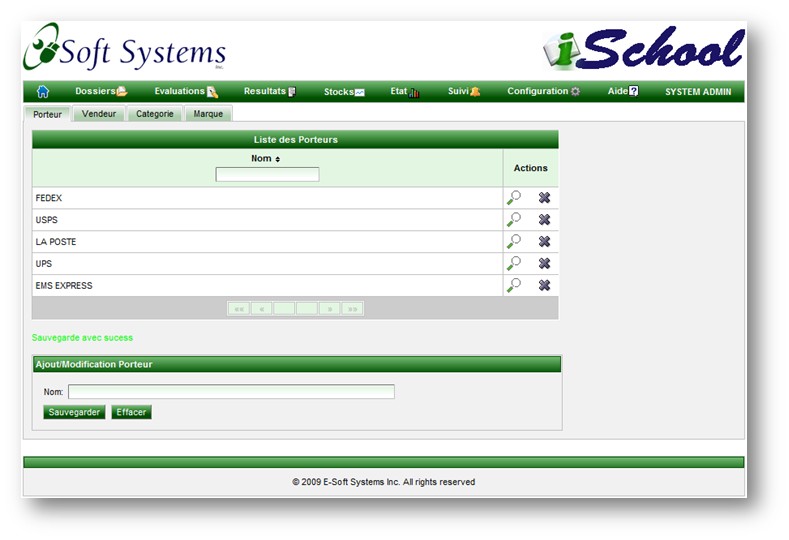 eSoft Systems Inc.
iSchool
Dossiers Evaluations Resultats Stocks Etat Suivi Configuration Aide SYSTEM ADMIN
Porteur Vendeur Categorie Marque
Liste des Porteurs
Nom Actions
FEDEX
USPS
LA POSTE
UPS
EMS EXPRESS
«« « » »»
Sauvegarde avec sucess
Ajout/Modification Porteur
Nom:
Sauvegarder Effacer
© 2009 E-Soft Systems Inc. All rights reserved